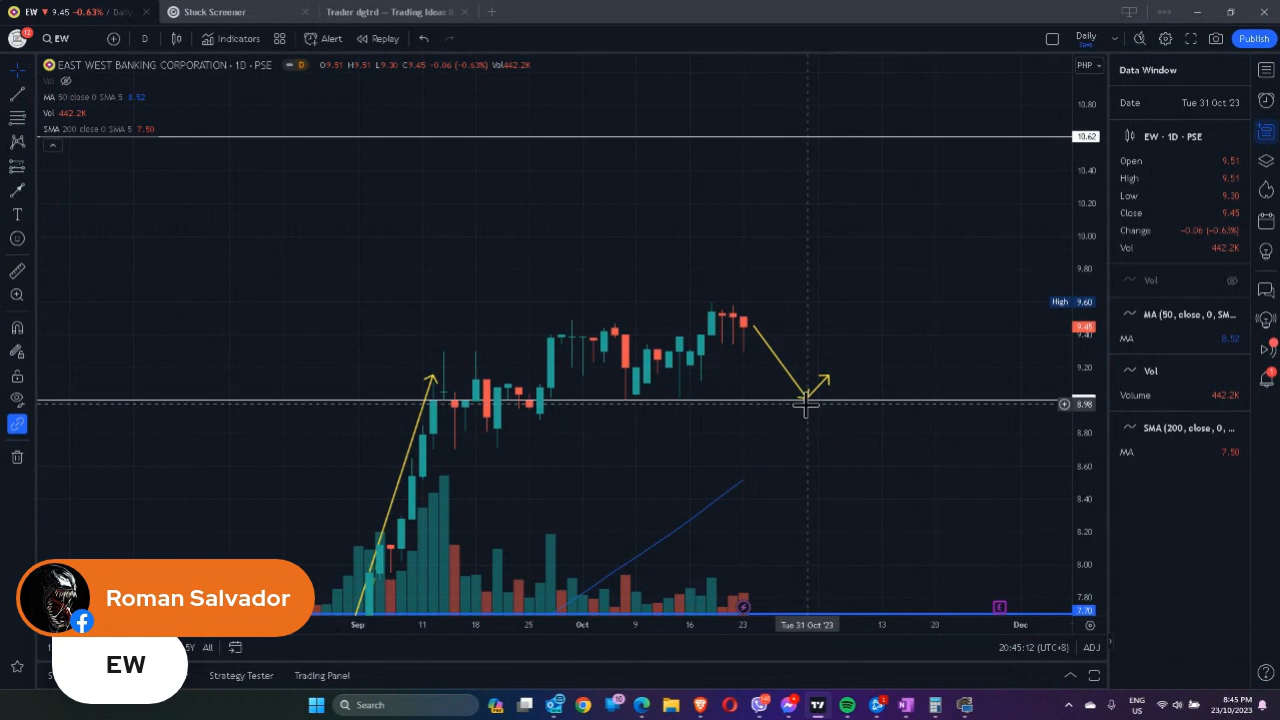 EW ▼ 9.45 -0.63% / Daily
Stock Screener
Trader dgtrd — Trading Ideas &
12
EW
D
Indicators
Alert
Replay
Daily
Save
Publish
EAST WEST BANKING CORPORATION · 1D · PSE
D
O9.51 H9.51 L9.30 C9.45 -0.06 (-0.63%) Vol442.2K
Vol
MA 50 close 0 SMA 5 8.52
Vol 442.2K
SMA 200 close 0 SMA 5 7.50
PHP
10.80
10.62
10.40
10.20
10.00
9.80
High 9.60
9.45
9.40
9.20
8.98
8.80
8.60
8.40
8.20
8.00
7.80
7.70
Sep
11
18
25
Oct
9
16
23
Tue 31 Oct '23
13
20
Dec
E
Data Window
Date Tue 31 Oct '23
EW · 1D · PSE
Open 9.51
High 9.51
Low 9.30
Close 9.45
Change -0.06 (-0.63%)
Vol 442.2K
Vol
MA (50, close, 0, SM...
MA 8.52
Vol
Volume 442.2K
SMA (200, close, 0, ...
MA 7.50
5Y All
20:45:12 (UTC+8) ADJ
Strategy Tester
Trading Panel
Roman Salvador
EW
Search
ENG
PHP
8:45 PM
23/10/2023